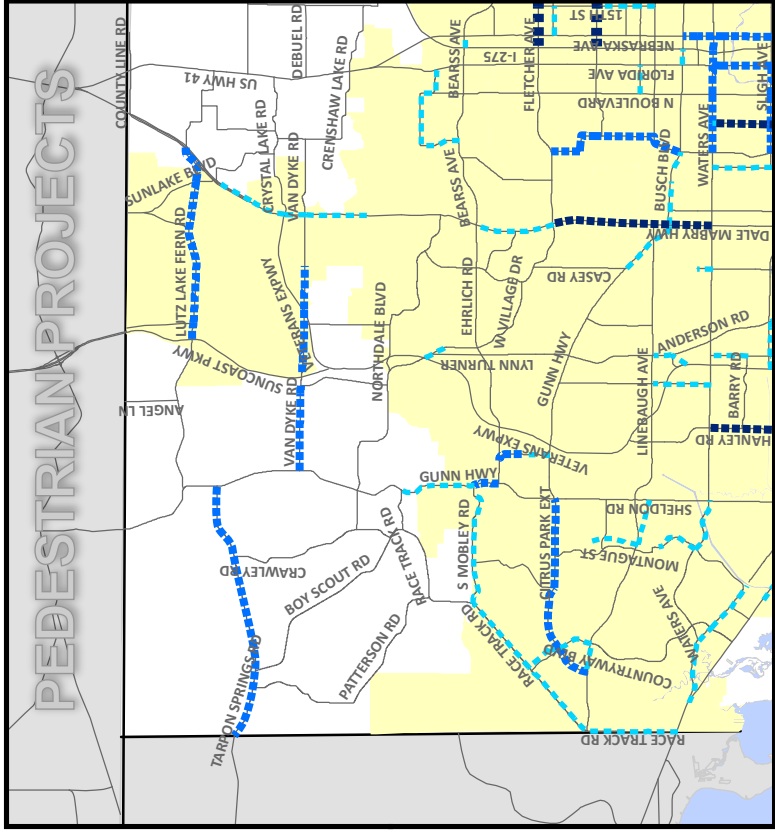 PEDESTRIAN PROJECTS
COUNTY LINE RD
US HWY 41
DEBUEL RD
CRENSHAW LAKE RD
CRYSTAL LAKE RD
VAN DYKE RD
SUNLAKE BLVD
BEARSS AVE
I-275
FLETCHER AVE
15TH ST
NEBRASKA AVE
FLORIDA AVE
N BOULEVARD
SLIGH AVE
WATERS AVE
BUSCH BLVD
BEARSS AVE
DALE MABRY HWY
LUTZ LAKE FERN RD
VETERANS EXPWY
SUNCOAST PKWY
EHRLICH RD
W VILLAGE DR
CASEY RD
NORTHDALE BLVD
LYNN TURNER
GUNN HWY
ANDERSON RD
LINEBAUGH AVE
BARRY RD
HANLEY RD
ANGEL LN
VAN DYKE RD
VETERANS EXPWY
GUNN HWY
S MOBLEY RD
CITRUS PARK EXT
SHELDON RD
MONTAGUE ST
CRAWLEY RD
BOY SCOUT RD
RACE TRACK RD
PATTERSON RD
RACE TRACK RD
COUNTRYWAY BLVD
WATERS AVE
TARPON SPRINGS RD
RACE TRACK RD